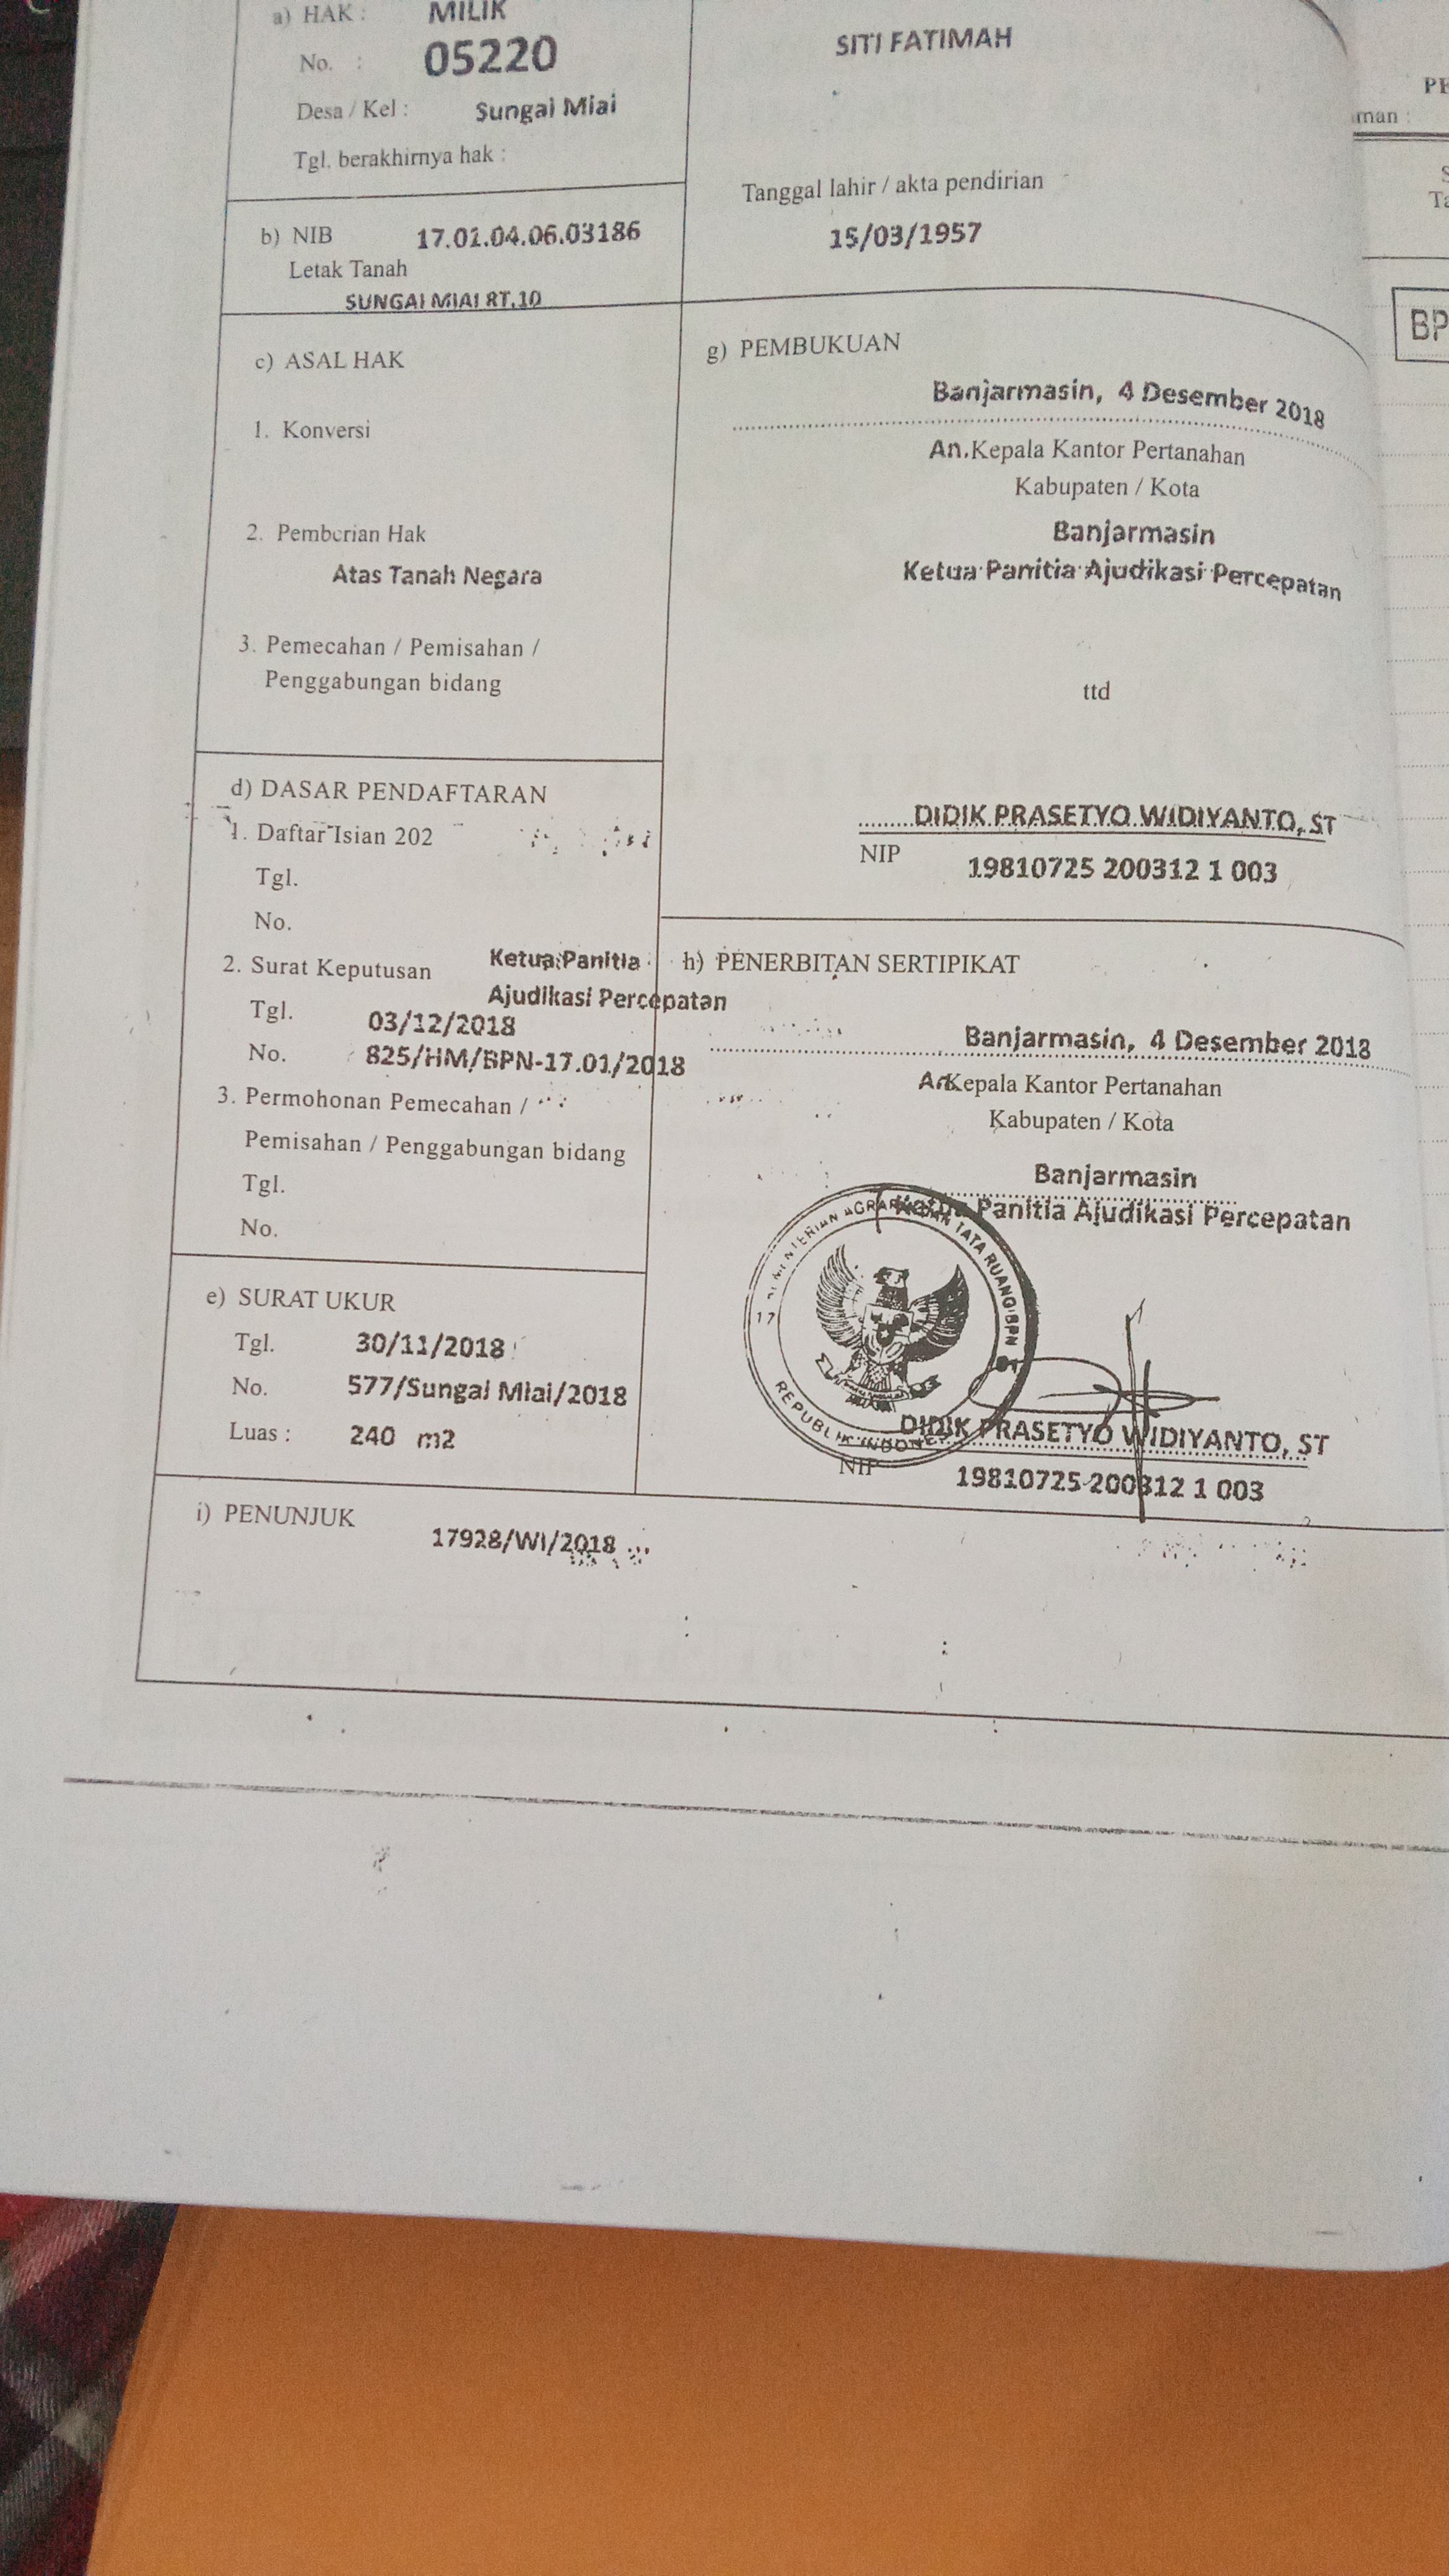 a) HAK : MILIK
No. : 05220
Desa / Kel : Sungai Miai
Tgl. berakhirnya hak :
b) NIB 17.01.04.06.03186
Letak Tanah
SUNGAI MIAI RT.10
c) ASAL HAK
1. Konversi
2. Pemberian Hak
Atas Tanah Negara
3. Pemecahan / Pemisahan /
Penggabungan bidang
d) DASAR PENDAFTARAN
1. Daftar Isian 202
Tgl.
No.
2. Surat Keputusan Ketua Panitia
Ajudikasi Percepatan
Tgl. 03/12/2018
No. 825/HM/BPN-17.01/2018
3. Permohonan Pemecahan /
Pemisahan / Penggabungan bidang
Tgl.
No.
e) SURAT UKUR
Tgl. 30/11/2018
No. 577/Sungai Miai/2018
Luas : 240 m2
SITI FATIMAH
Tanggal lahir / akta pendirian
15/03/1957
g) PEMBUKUAN
Banjarmasin, 4 Desember 2018
An. Kepala Kantor Pertanahan
Kabupaten / Kota
Banjarmasin
Ketua Panitia Ajudikasi Percepatan
ttd
DIDIK PRASETYO WIDIYANTO, ST
NIP 19810725 200312 1 003
h) PENERBITAN SERTIPIKAT
Banjarmasin, 4 Desember 2018
An. Kepala Kantor Pertanahan
Kabupaten / Kota
Banjarmasin
Ketua Panitia Ajudikasi Percepatan
TATA RUANG/BPN
REPUBLIK INDONESIA
17
DIDIK PRASETYO WIDIYANTO, ST
NIP 19810725 200312 1 003
i) PENUNJUK
17928/WI/2018
BP